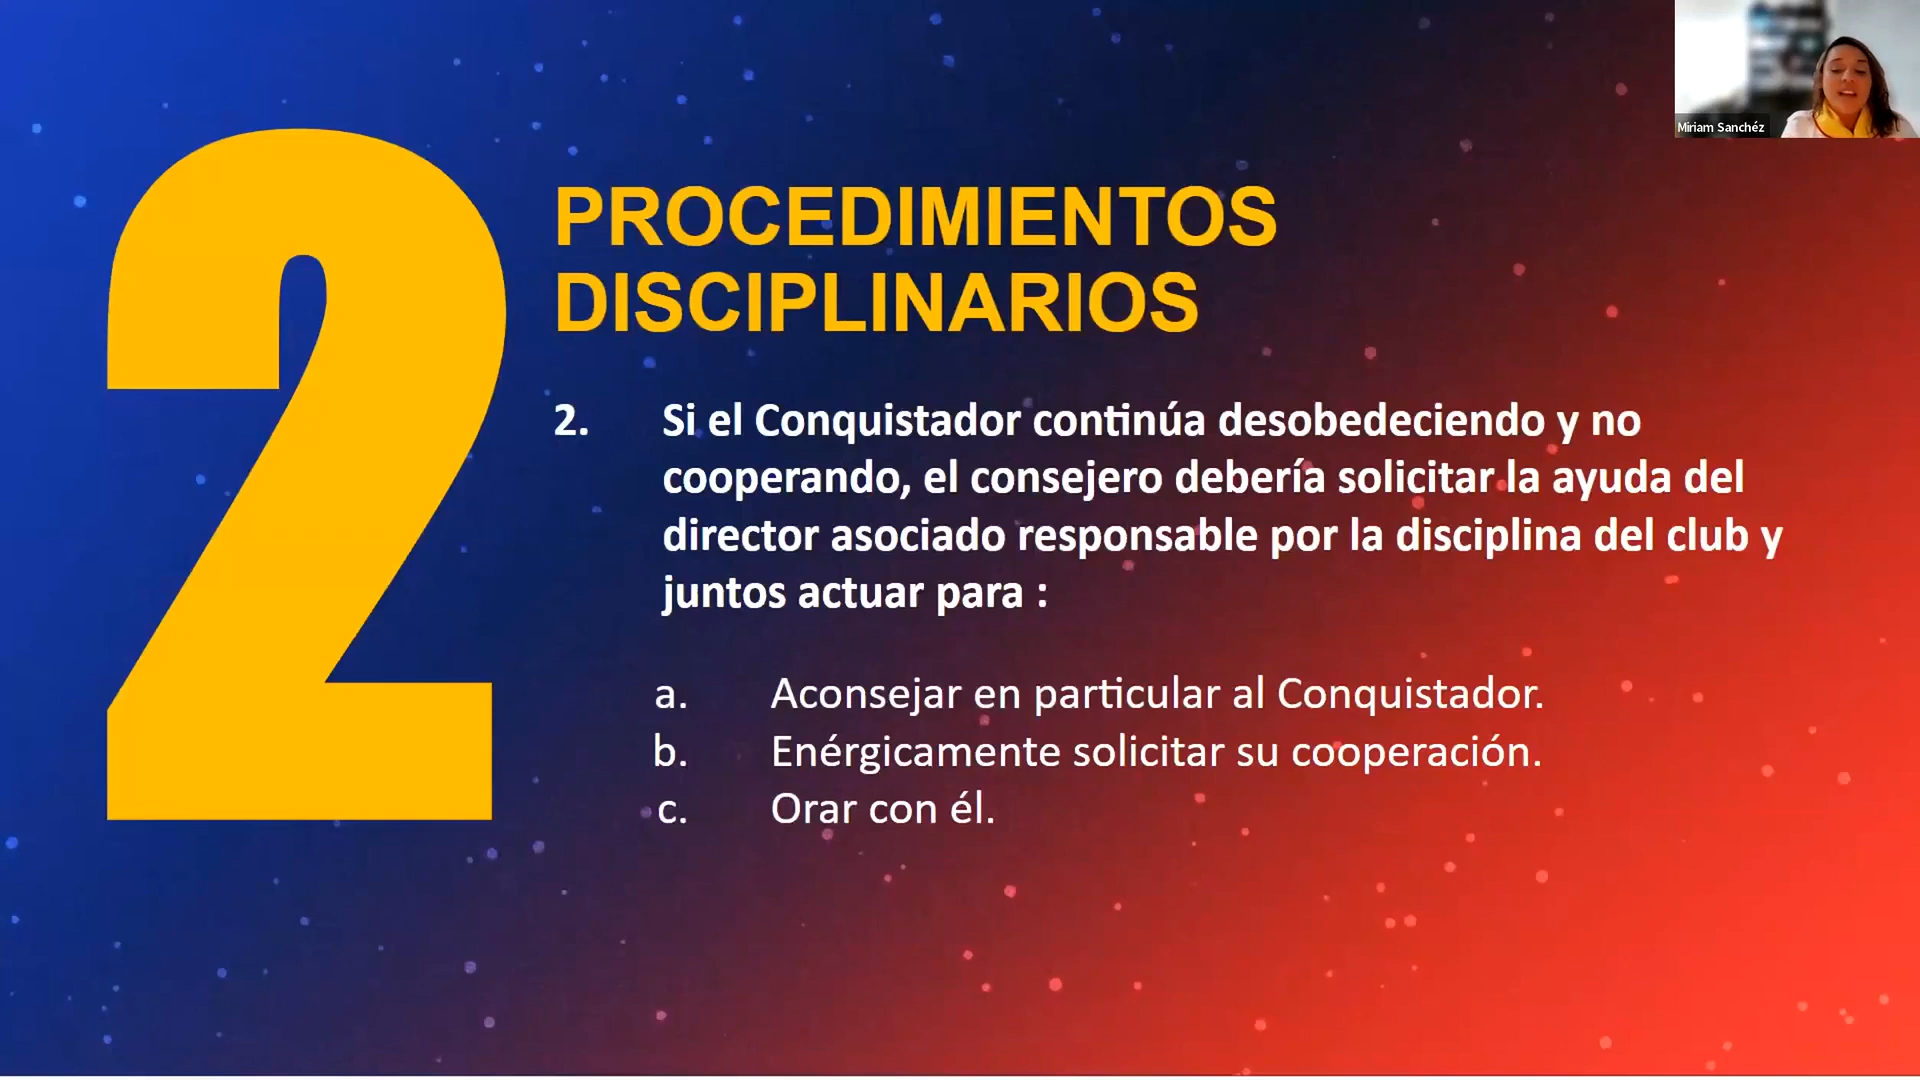 Miriam Sanchéz
2
PROCEDIMIENTOS
DISCIPLINARIOS
2. Si el Conquistador continúa desobedeciendo y no
cooperando, el consejero debería solicitar la ayuda del
director asociado responsable por la disciplina del club y
juntos actuar para :
a. Aconsejar en particular al Conquistador.
b. Enérgicamente solicitar su cooperación.
c. Orar con él.